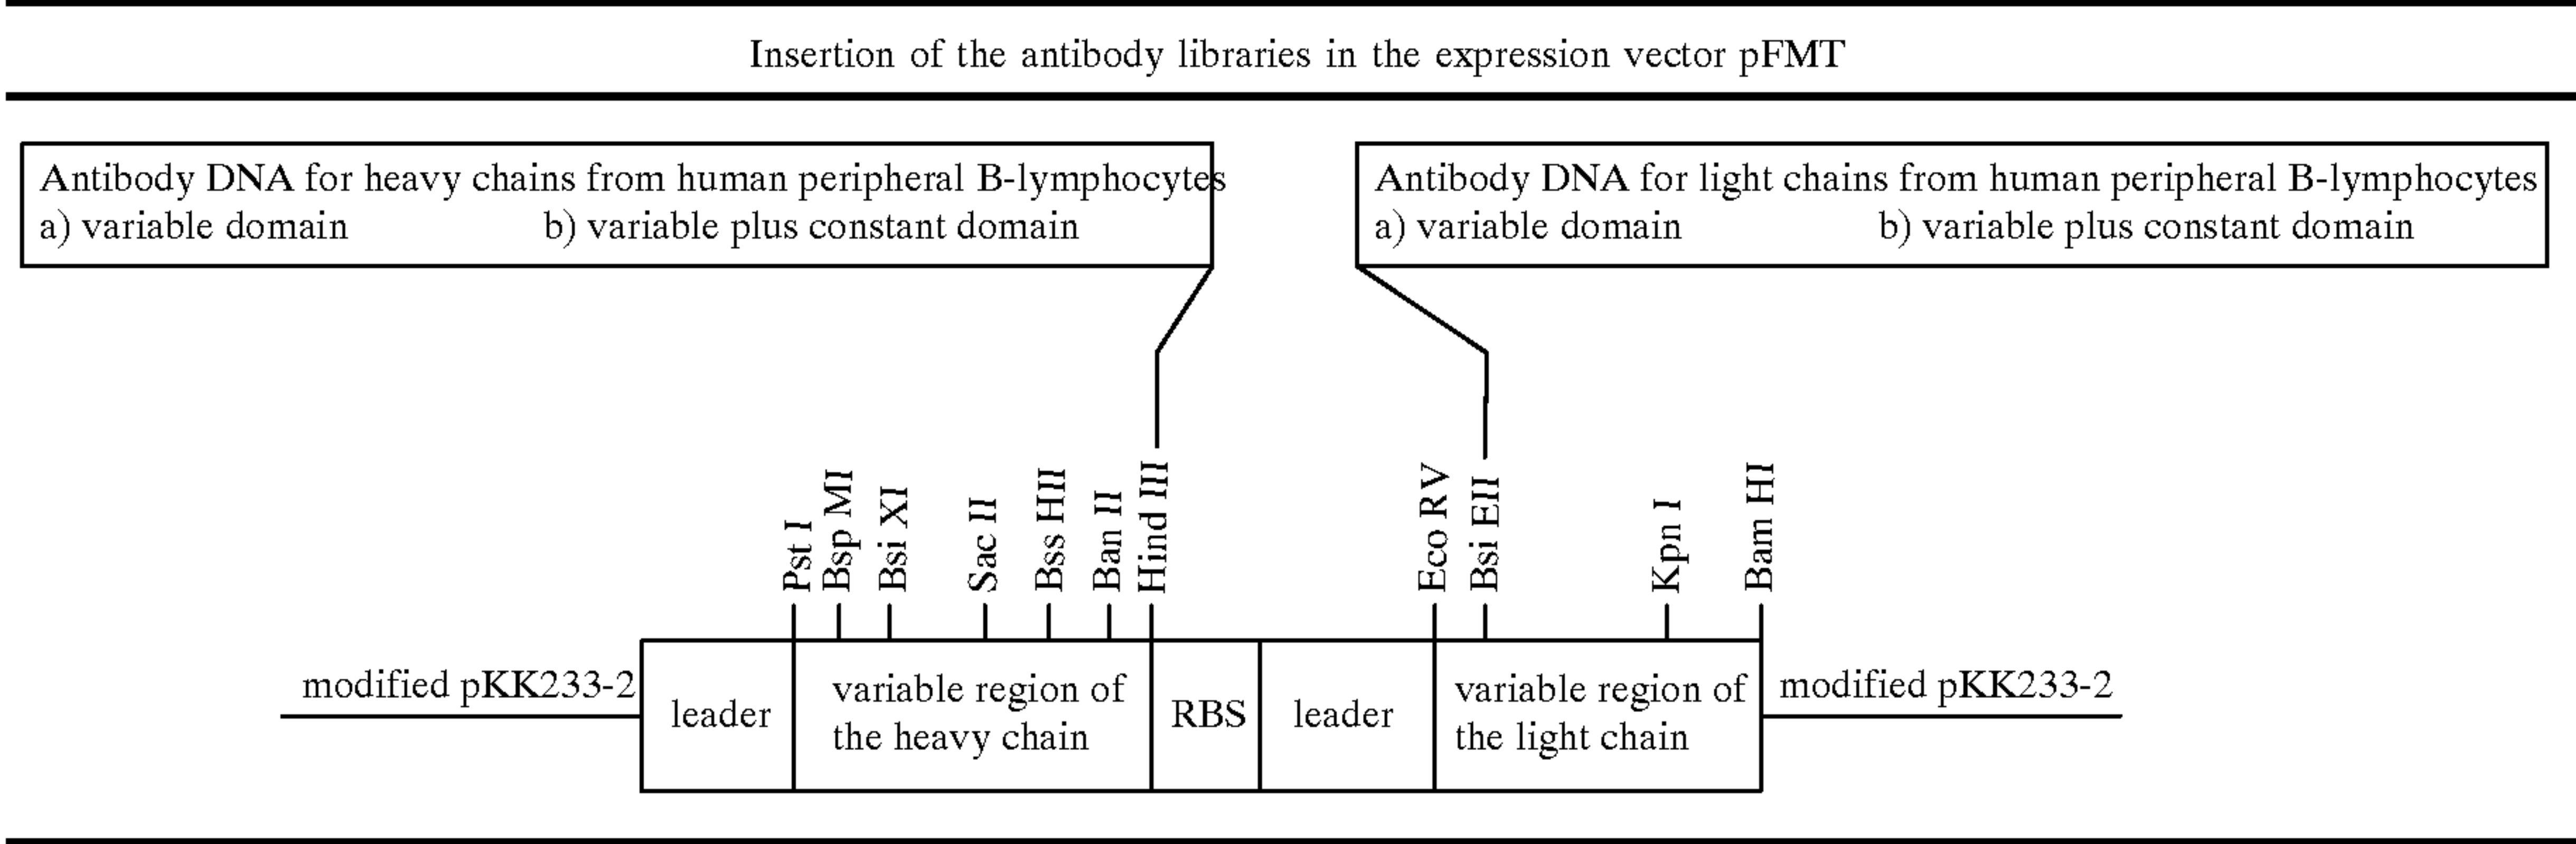 Insertion of the antibody libraries in the expression vector pFMT
Antibody DNA for heavy chains from human peripheral B-lymphocytes
a) variable domain b) variable plus constant domain
Antibody DNA for light chains from human peripheral B-lymphocytes
a) variable domain b) variable plus constant domain
Pst I
Bsp MI
Bsi XI
Sac II
Bss HII
Ban II
Hind III
Eco RV
Bsi EII
Kpn I
Bam HI
modified pKK233-2
leader
variable region of
the heavy chain
RBS
leader
variable region of
the light chain
modified pKK233-2